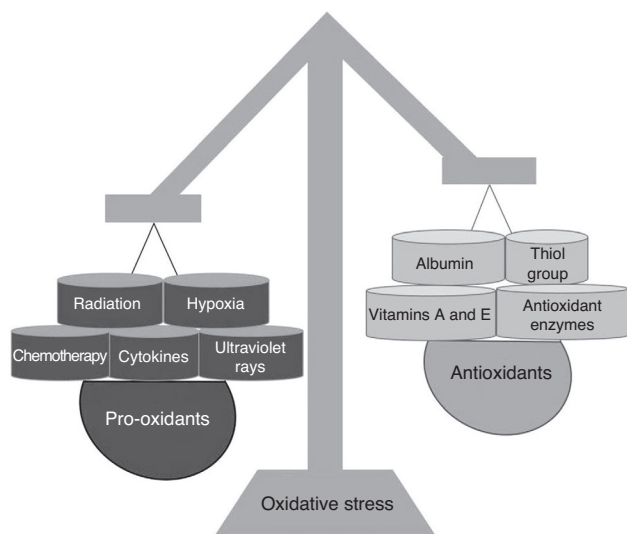 Albumin
Thiol
group
Radiation
Hypoxia
Vitamins A and E
Antioxidant
enzymes
Chemotherapy
Cytokines
Ultraviolet
rays
Antioxidants
Pro-oxidants
Oxidative stress